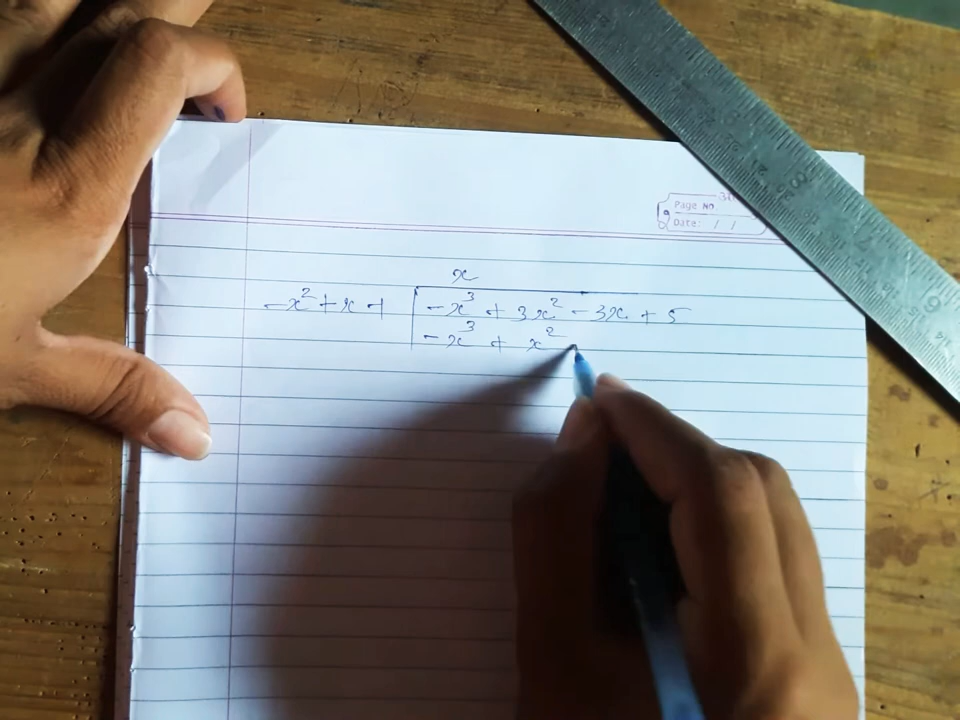 Page No
Date: / /
x
-x² + x + 1
-x³ + 3x² - 3x + 5
-x³ + x²